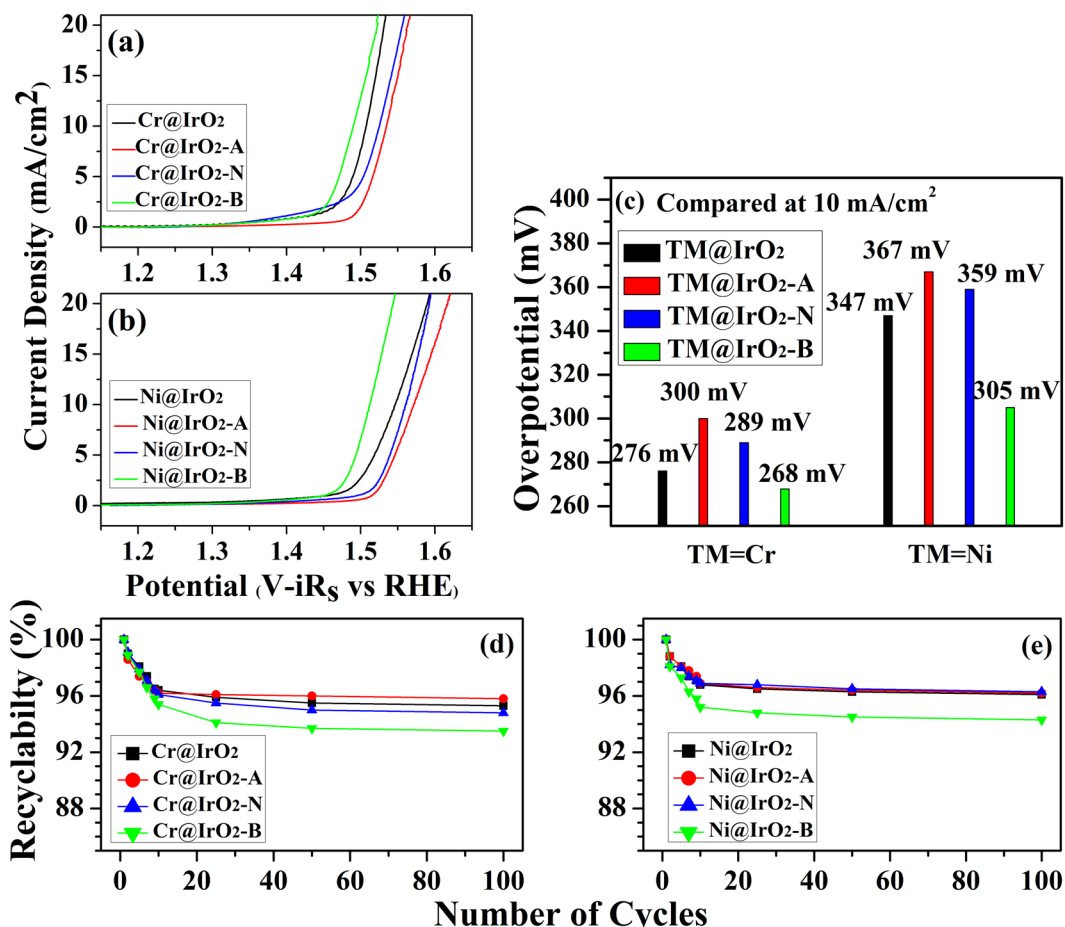 Current Density (mA/cm²)
20
15
10
5
0
(a)
Cr@IrO₂
Cr@IrO₂-A
Cr@IrO₂-N
Cr@IrO₂-B
1.2 1.3 1.4 1.5 1.6
20
15
10
5
0
(b)
Ni@IrO₂
Ni@IrO₂-A
Ni@IrO₂-N
Ni@IrO₂-B
1.2 1.3 1.4 1.5 1.6
Potential (V-iRs vs RHE)
Overpotential (mV)
400
380
360
340
320
300
280
260
(c) Compared at 10 mA/cm²
TM@IrO₂
TM@IrO₂-A
TM@IrO₂-N
TM@IrO₂-B
276 mV
300 mV
289 mV
268 mV
347 mV
367 mV
359 mV
305 mV
TM=Cr TM=Ni
Recyclabilty (%)
100
96
92
88
(d)
Cr@IrO₂
Cr@IrO₂-A
Cr@IrO₂-N
Cr@IrO₂-B
0 20 40 60 80 100
100
96
92
88
(e)
Ni@IrO₂
Ni@IrO₂-A
Ni@IrO₂-N
Ni@IrO₂-B
0 20 40 60 80 100
Number of Cycles